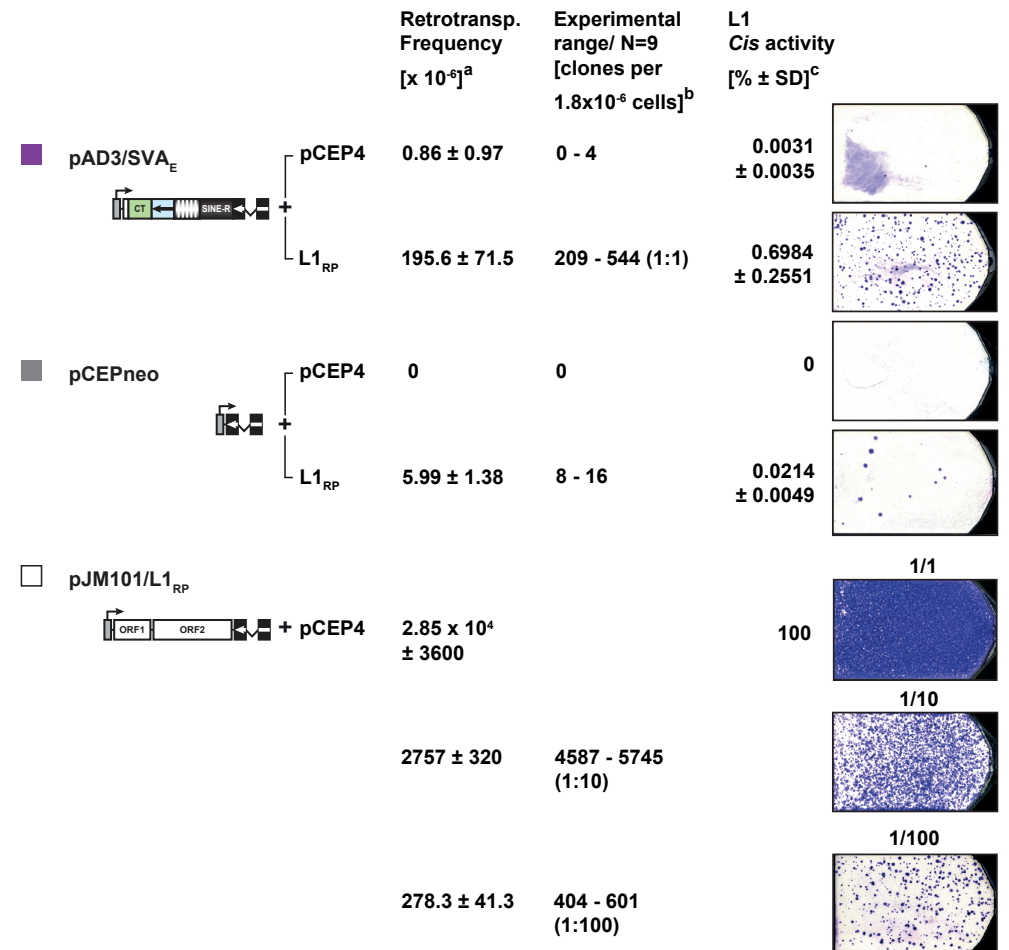 Retrotransp. Experimental L1
Frequency range/ N=9 Cis activity
[x 10⁻⁶]ᵃ [clones per [% ± SD]ᶜ
1.8x10⁻⁶ cells]ᵇ
pAD3/SVA_E pCEP4 0.86 ± 0.97 0 - 4 0.0031
± 0.0035
CT SINE-R +
L1_RP 195.6 ± 71.5 209 - 544 (1:1) 0.6984
± 0.2551
pCEPneo pCEP4 0 0 0
+
L1_RP 5.99 ± 1.38 8 - 16 0.0214
± 0.0049
1/1
pJM101/L1_RP
ORF1 ORF2 + pCEP4 2.85 x 10⁴ 100
± 3600
1/10
2757 ± 320 4587 - 5745
(1:10)
1/100
278.3 ± 41.3 404 - 601
(1:100)